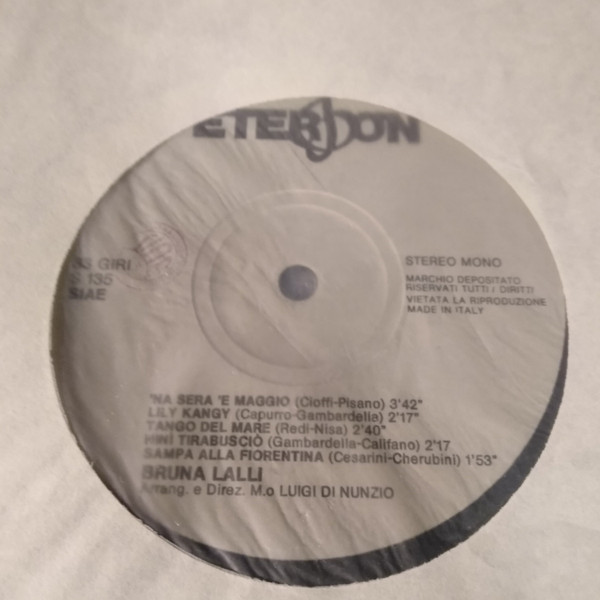 ETERSON
33 GIRI
S 135
SIAE
STEREO MONO
MARCHIO DEPOSITATO
RISERVATI TUTTI I DIRITTI
VIETATA LA RIPRODUZIONE
MADE IN ITALY
'NA SERA 'E MAGGIO (Cioffi-Pisano) 3'42"
LILY KANGY (Capurro-Gambardella) 2'17"
TANGO DEL MARE (Redi-Nisa) 2'40"
NINÌ TIRABUSCIÒ (Gambardella-Califano) 2'17
SAMPA ALLA FIORENTINA (Cesarini-Cherubini) 1'53"
BRUNA LALLI
Arrang. e Direz. M.o LUIGI DI NUNZIO